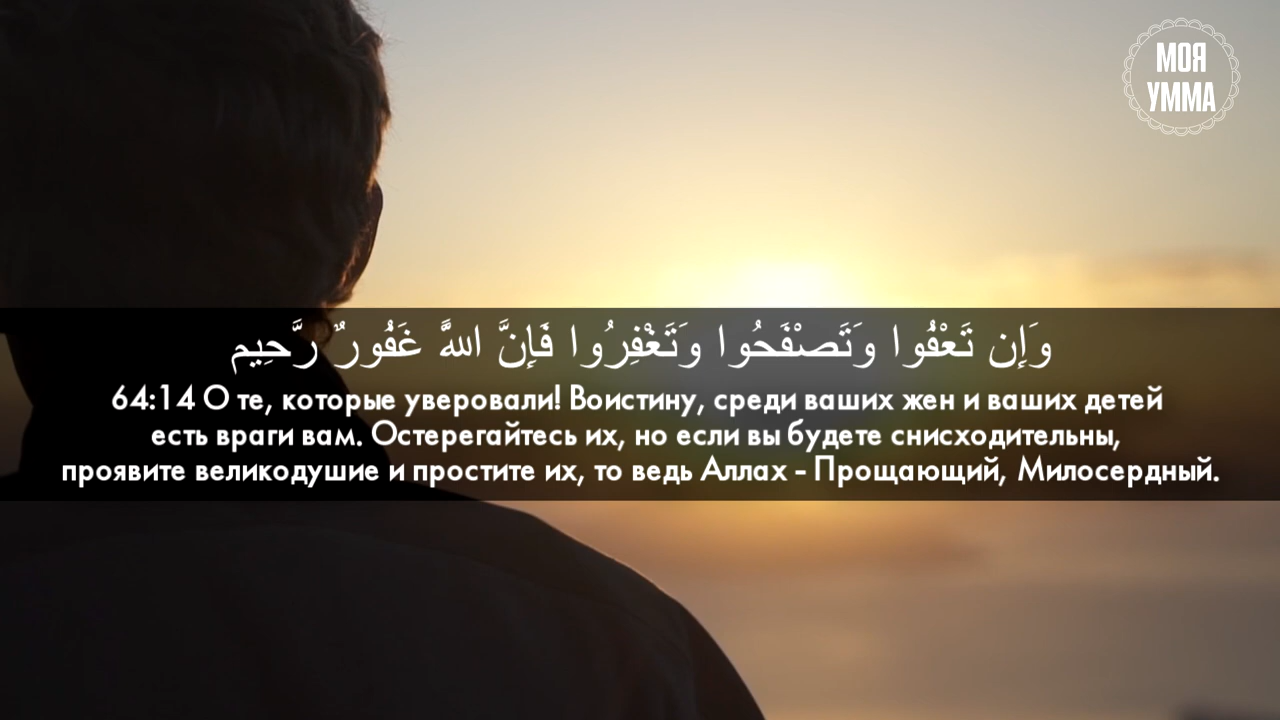 МОЯ
УММА
وَإِن تَعْفُوا وَتَصْفَحُوا وَتَغْفِرُوا فَإِنَّ اللَّهَ غَفُورٌ رَّحِيم
64:14 О те, которые уверовали! Воистину, среди ваших жен и ваших детей
есть враги вам. Остерегайтесь их, но если вы будете снисходительны,
проявите великодушие и простите их, то ведь Аллах - Прощающий, Милосердный.